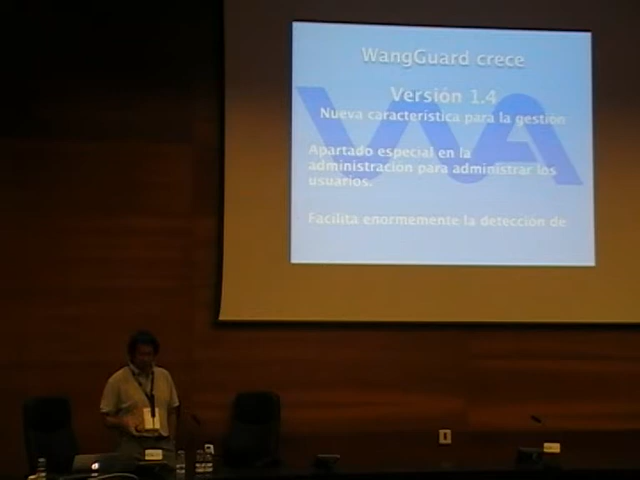 WangGuard crece
Versión 1.4
Nueva característica para la gestión
Apartado especial en la
administración para administrar los
usuarios.
Facilita enormemente la detección de